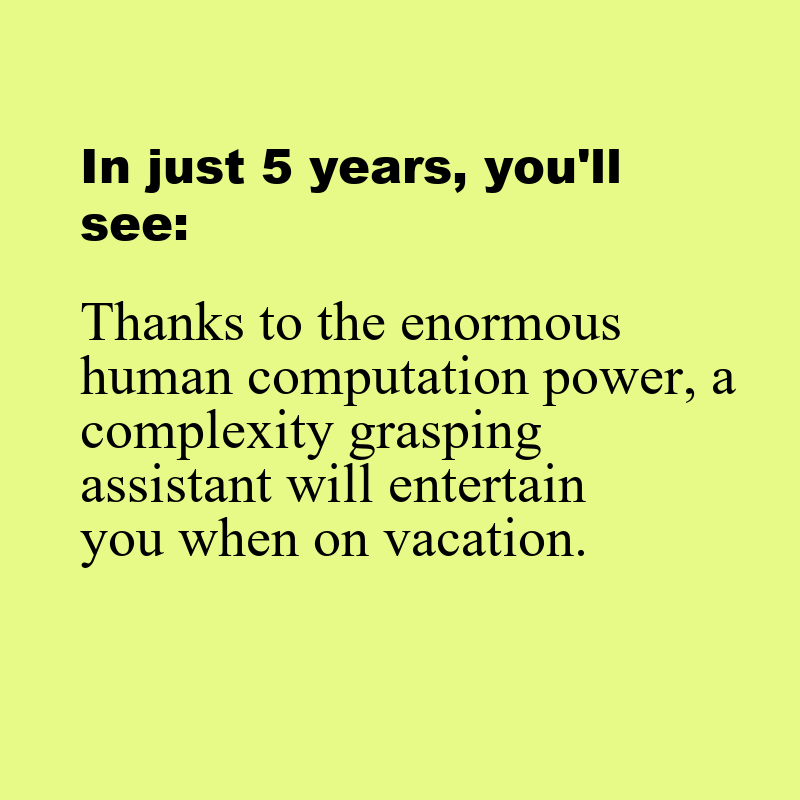 In just 5 years, you'll
see:
Thanks to the enormous
human computation power, a
complexity grasping
assistant will entertain
you when on vacation.